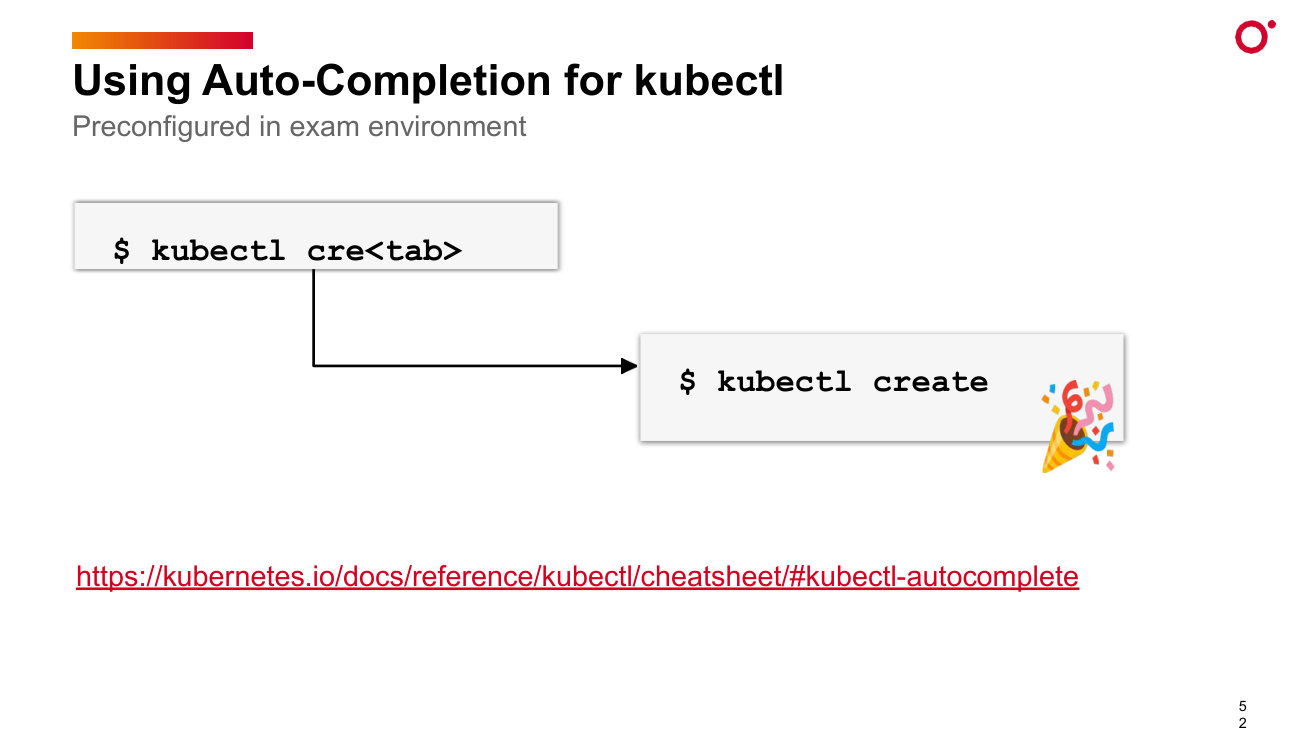 Using Auto-Completion for kubectl
Preconfigured in exam environment
$ kubectl cre<tab>
$ kubectl create
https://kubernetes.io/docs/reference/kubectl/cheatsheet/#kubectl-autocomplete
5
2